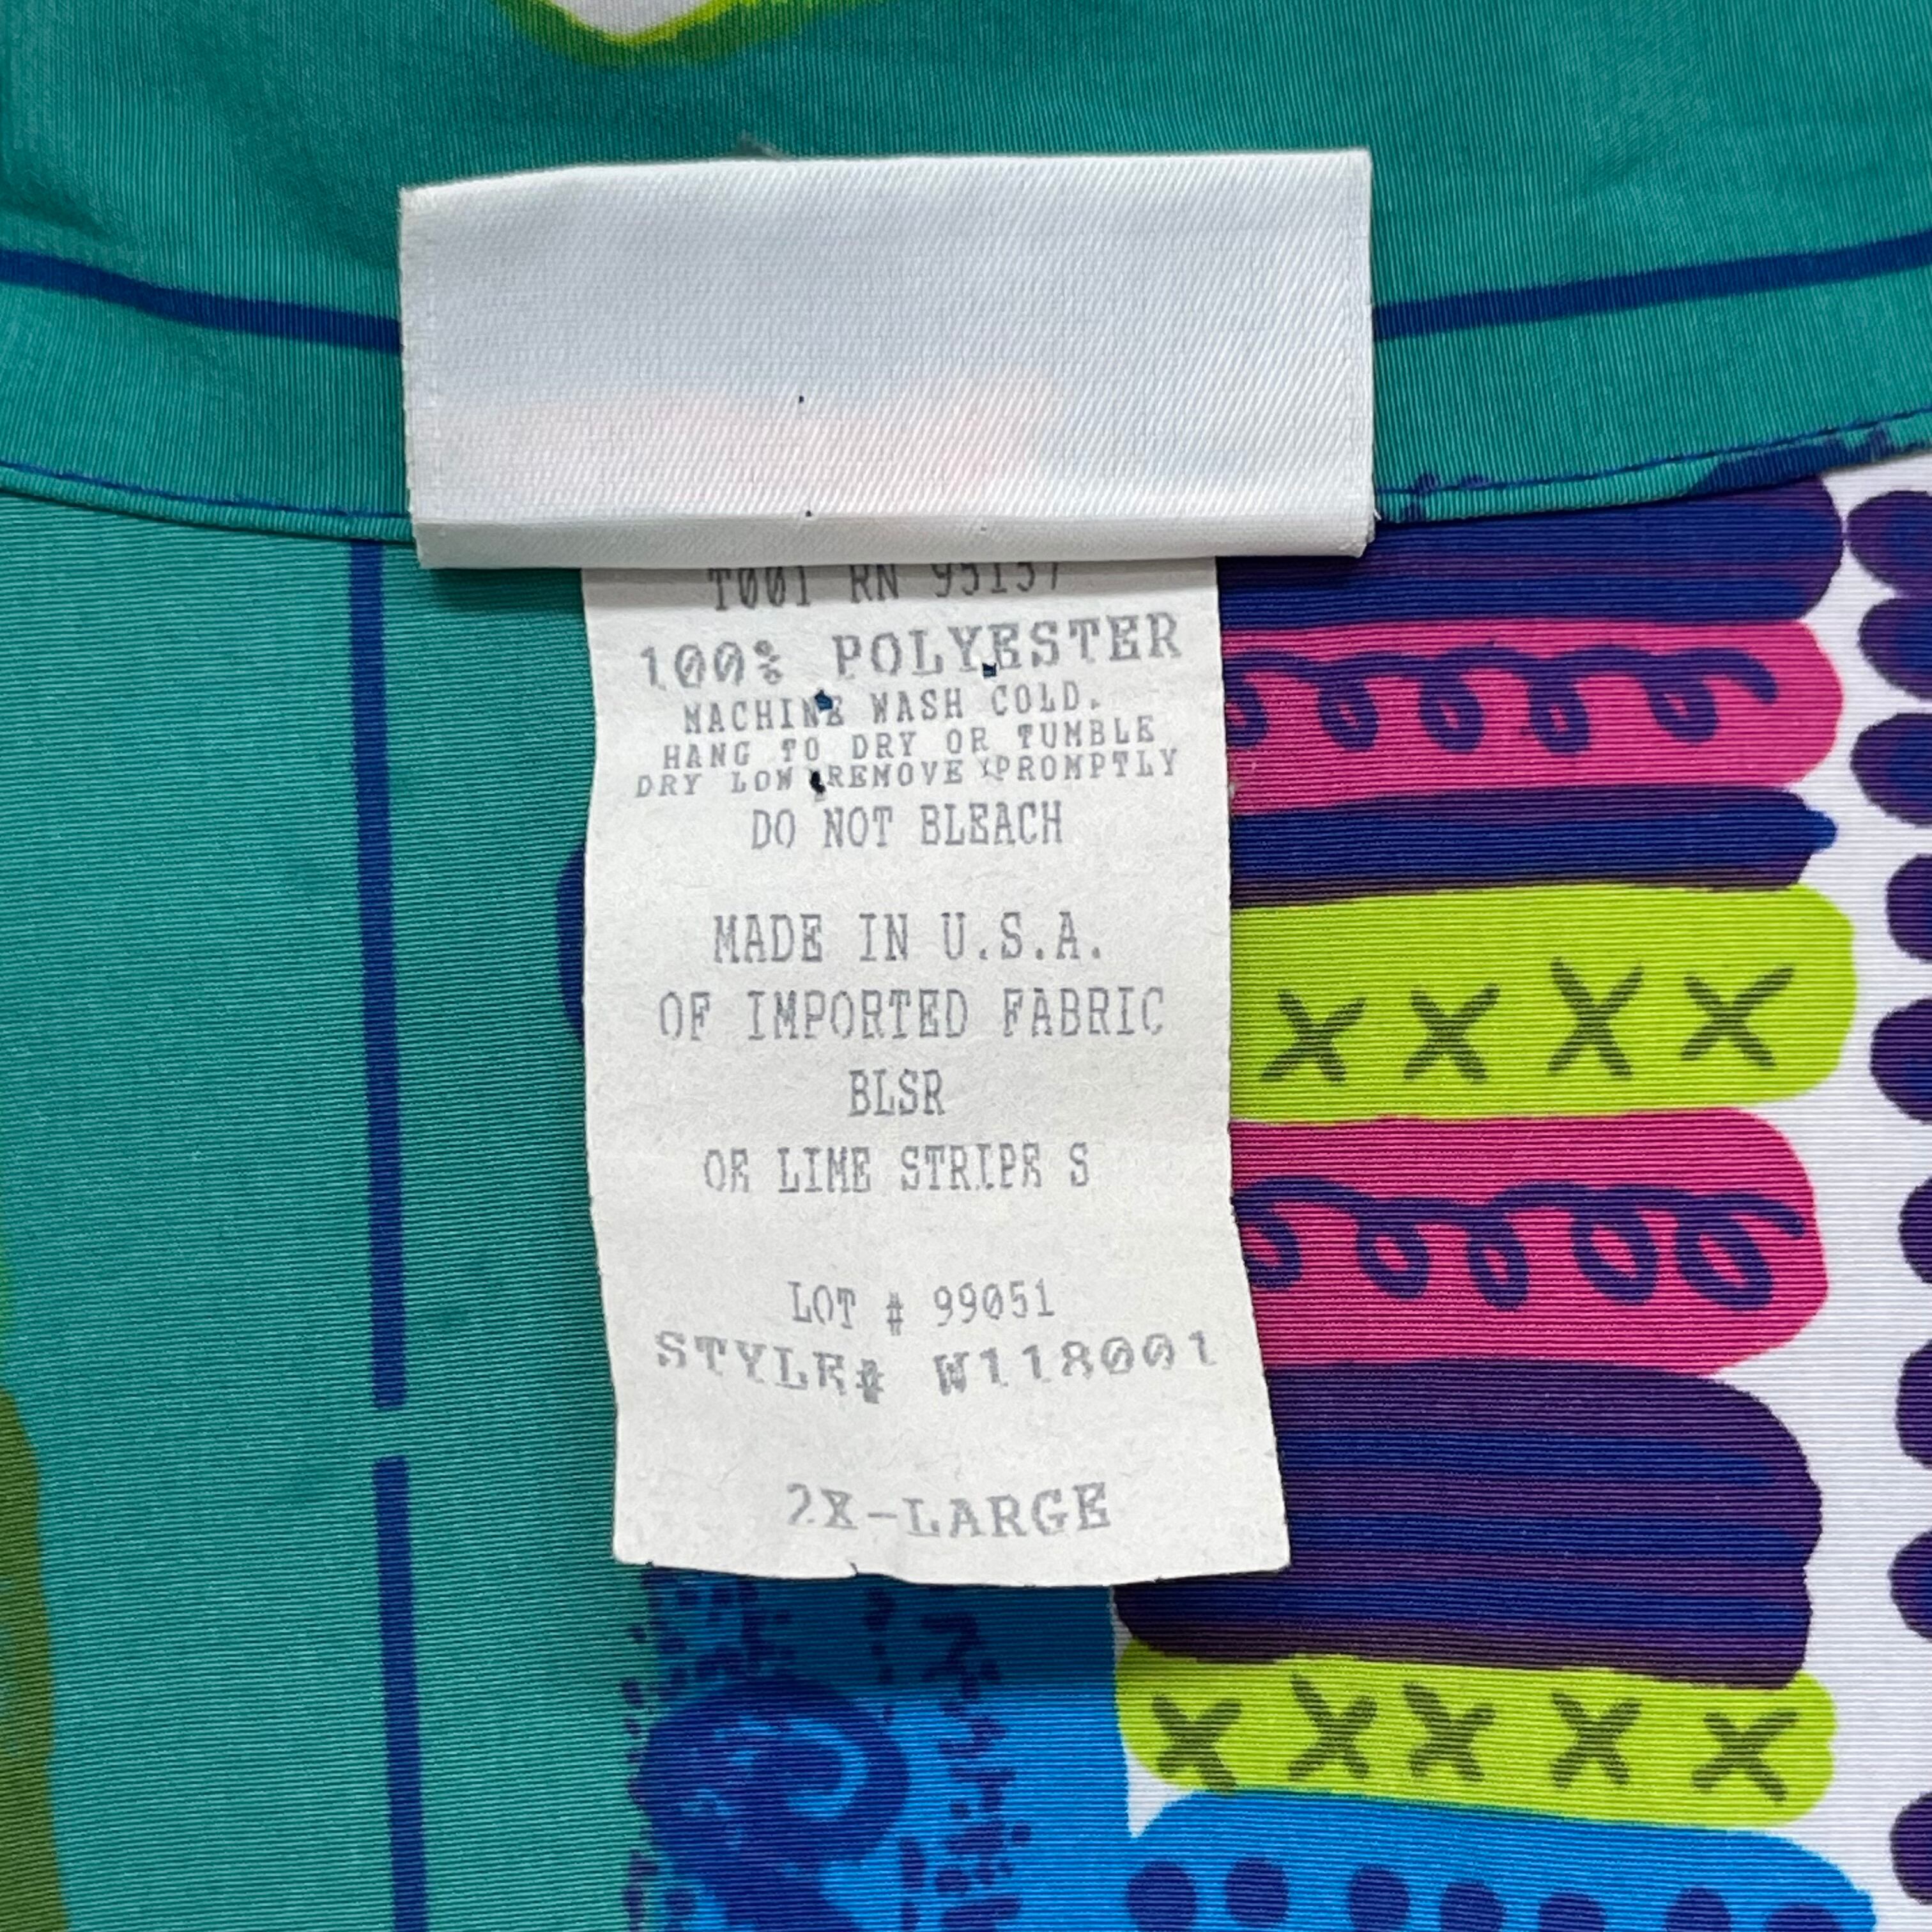 T001 RN 95157
100% POLYESTER
MACHINE WASH COLD.
HANG TO DRY OR TUMBLE
DRY LOW REMOVE PROMPTLY
DO NOT BLEACH
MADE IN U.S.A.
OF IMPORTED FABRIC
BLSR
OR LIME STRIPE S
LOT # 99051
STYLE# W118001
2X-LARGE